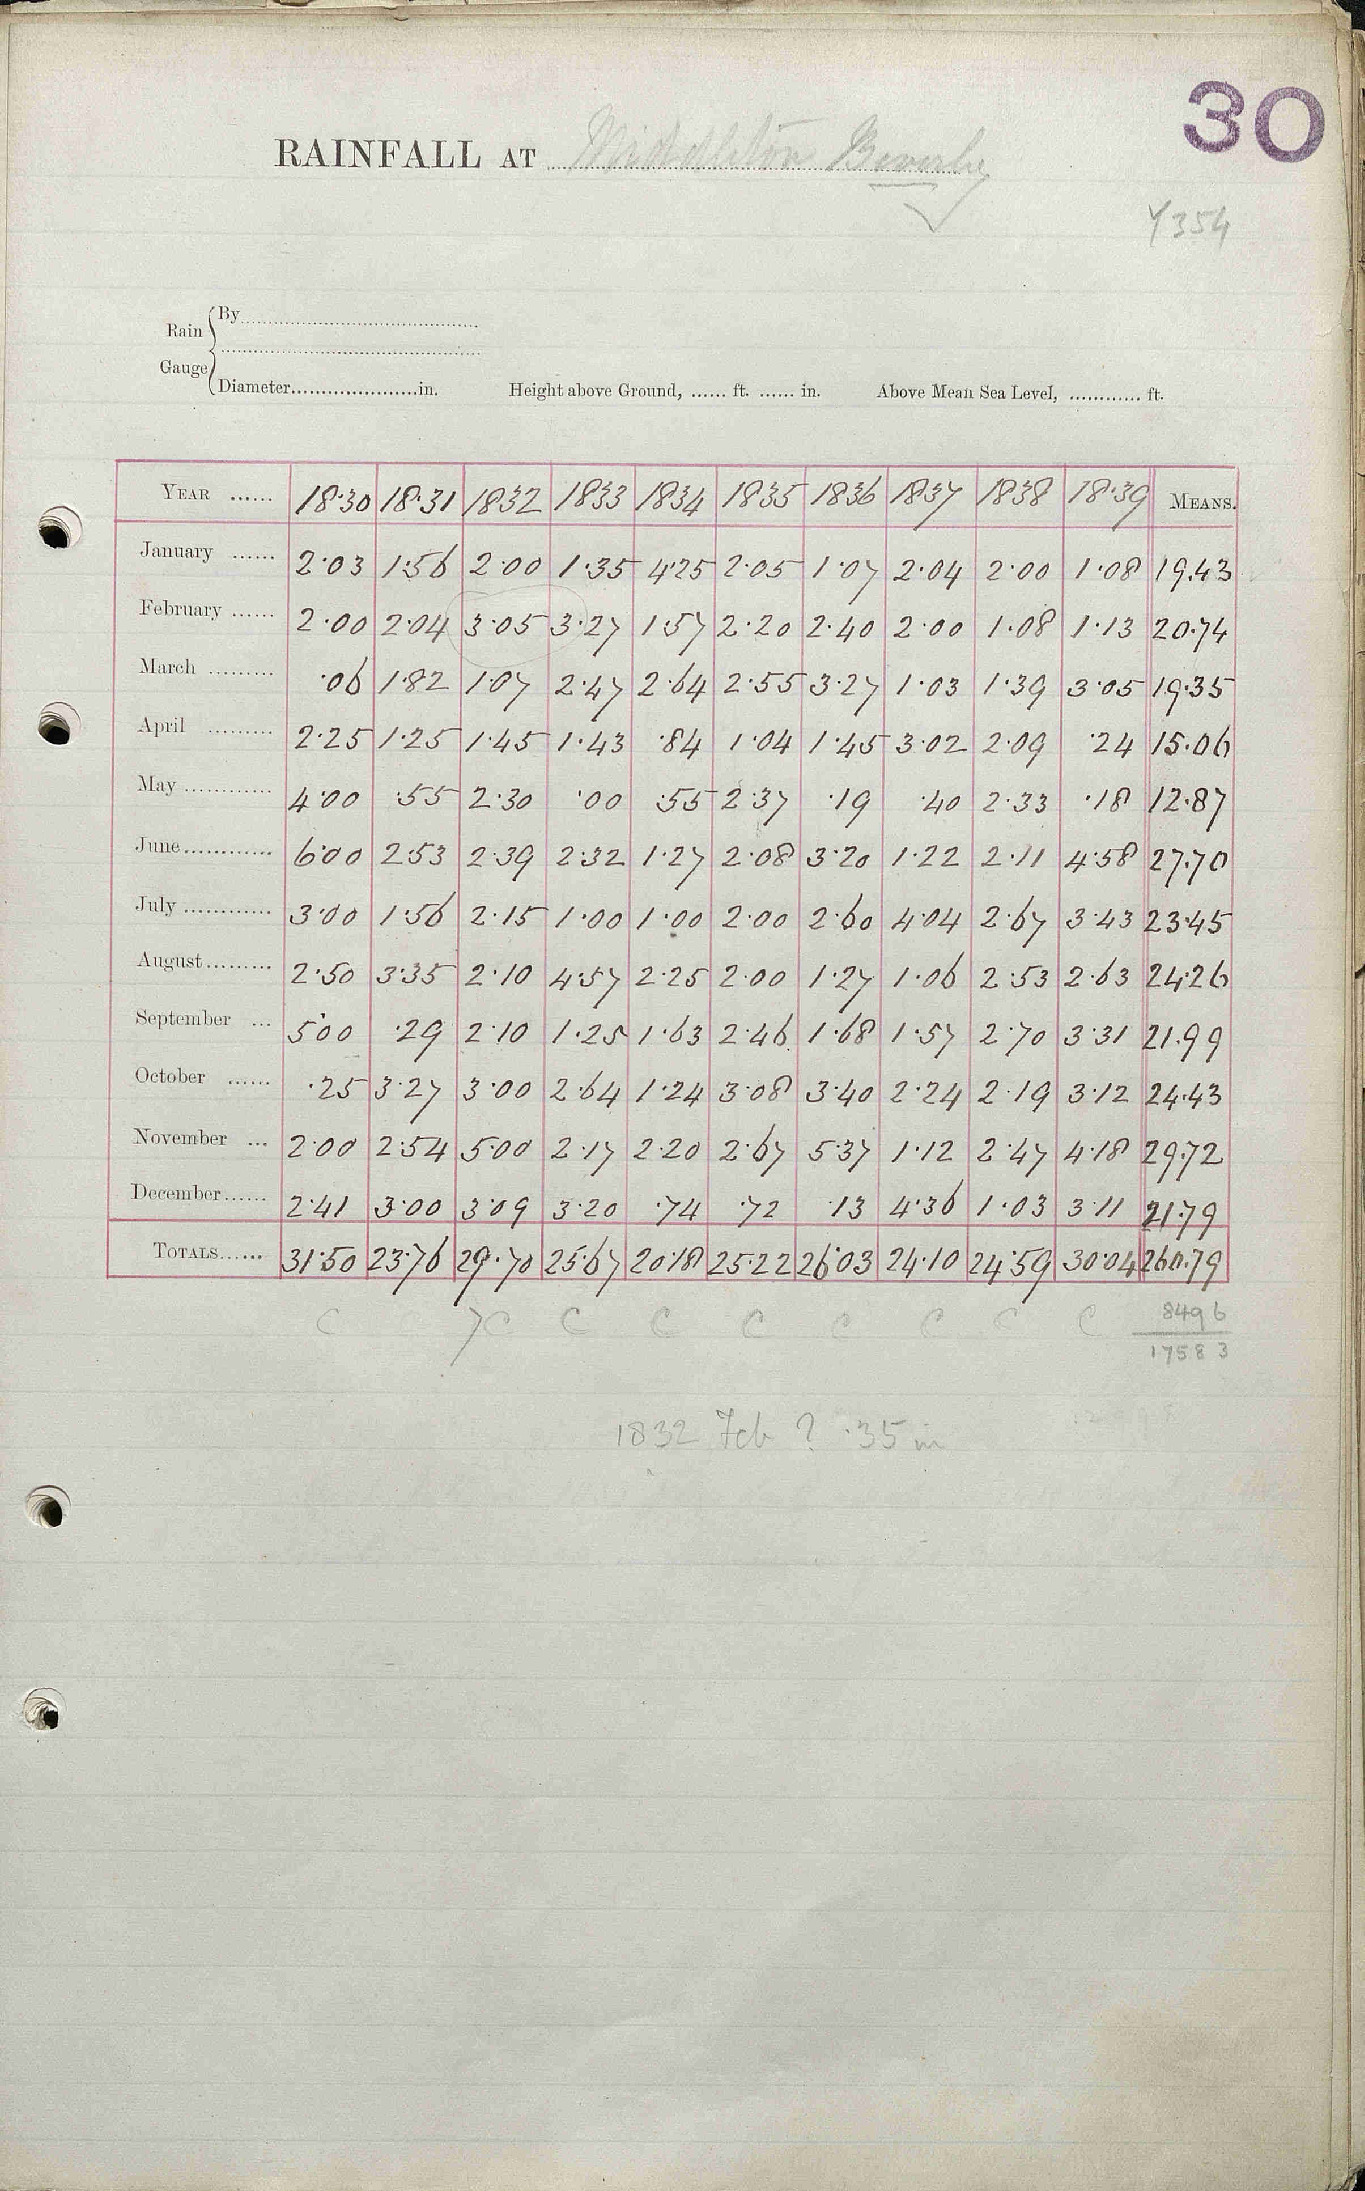 30
RAINFALL AT Middleton Beverley
Y354
Rain Gauge
By
Diameter in. Height above Ground, ft. in. Above Mean Sea Level, ft.
YEAR 18·30 18·31 1832 1833 1834 1835 1836 1837 1838 18·39 MEANS.
January 2·03 1·56 2·00 1·35 4·25 2·05 1·07 2·04 2·00 1·08 19·43
February 2·00 2·04 3·05 3·27 1·57 2·20 2·40 2·00 1·08 1·13 20·74
March ·06 1·82 1·07 2·47 2·64 2·55 3·27 1·03 1·39 3·05 19·35
April 2·25 1·25 1·45 1·43 ·84 1·04 1·45 3·02 2·09 ·24 15·06
May 4·00 ·55 2·30 ·00 ·55 2·37 ·19 ·40 2·33 ·18 12·87
June 6·00 2·53 2·39 2·32 1·27 2·08 3·20 1·22 2·11 4·58 27·70
July 3·00 1·56 2·15 1·00 1·00 2·00 2·60 4·04 2·67 3·43 23·45
August 2·50 3·35 2·10 4·57 2·25 2·00 1·27 1·06 2·53 2·63 24·26
September 5·00 ·29 2·10 1·25 1·63 2·46 1·68 1·57 2·70 3·31 21·99
October ·25 3·27 3·00 2·64 1·24 3·08 3·40 2·24 2·19 3·12 24·43
November 2·00 2·54 5·00 2·17 2·20 2·67 5·37 1·12 2·47 4·18 29·72
December 2·41 3·00 3·09 3·20 ·74 ·72 ·13 4·36 1·03 3·11 21·79
TOTALS 31·50 23·76 29·70 25·67 20·18 25·22 26·03 24·10 24·59 30·04 260·79
C 7C C C C C C C C 8496
17583
1832 Feb ? ·35 in